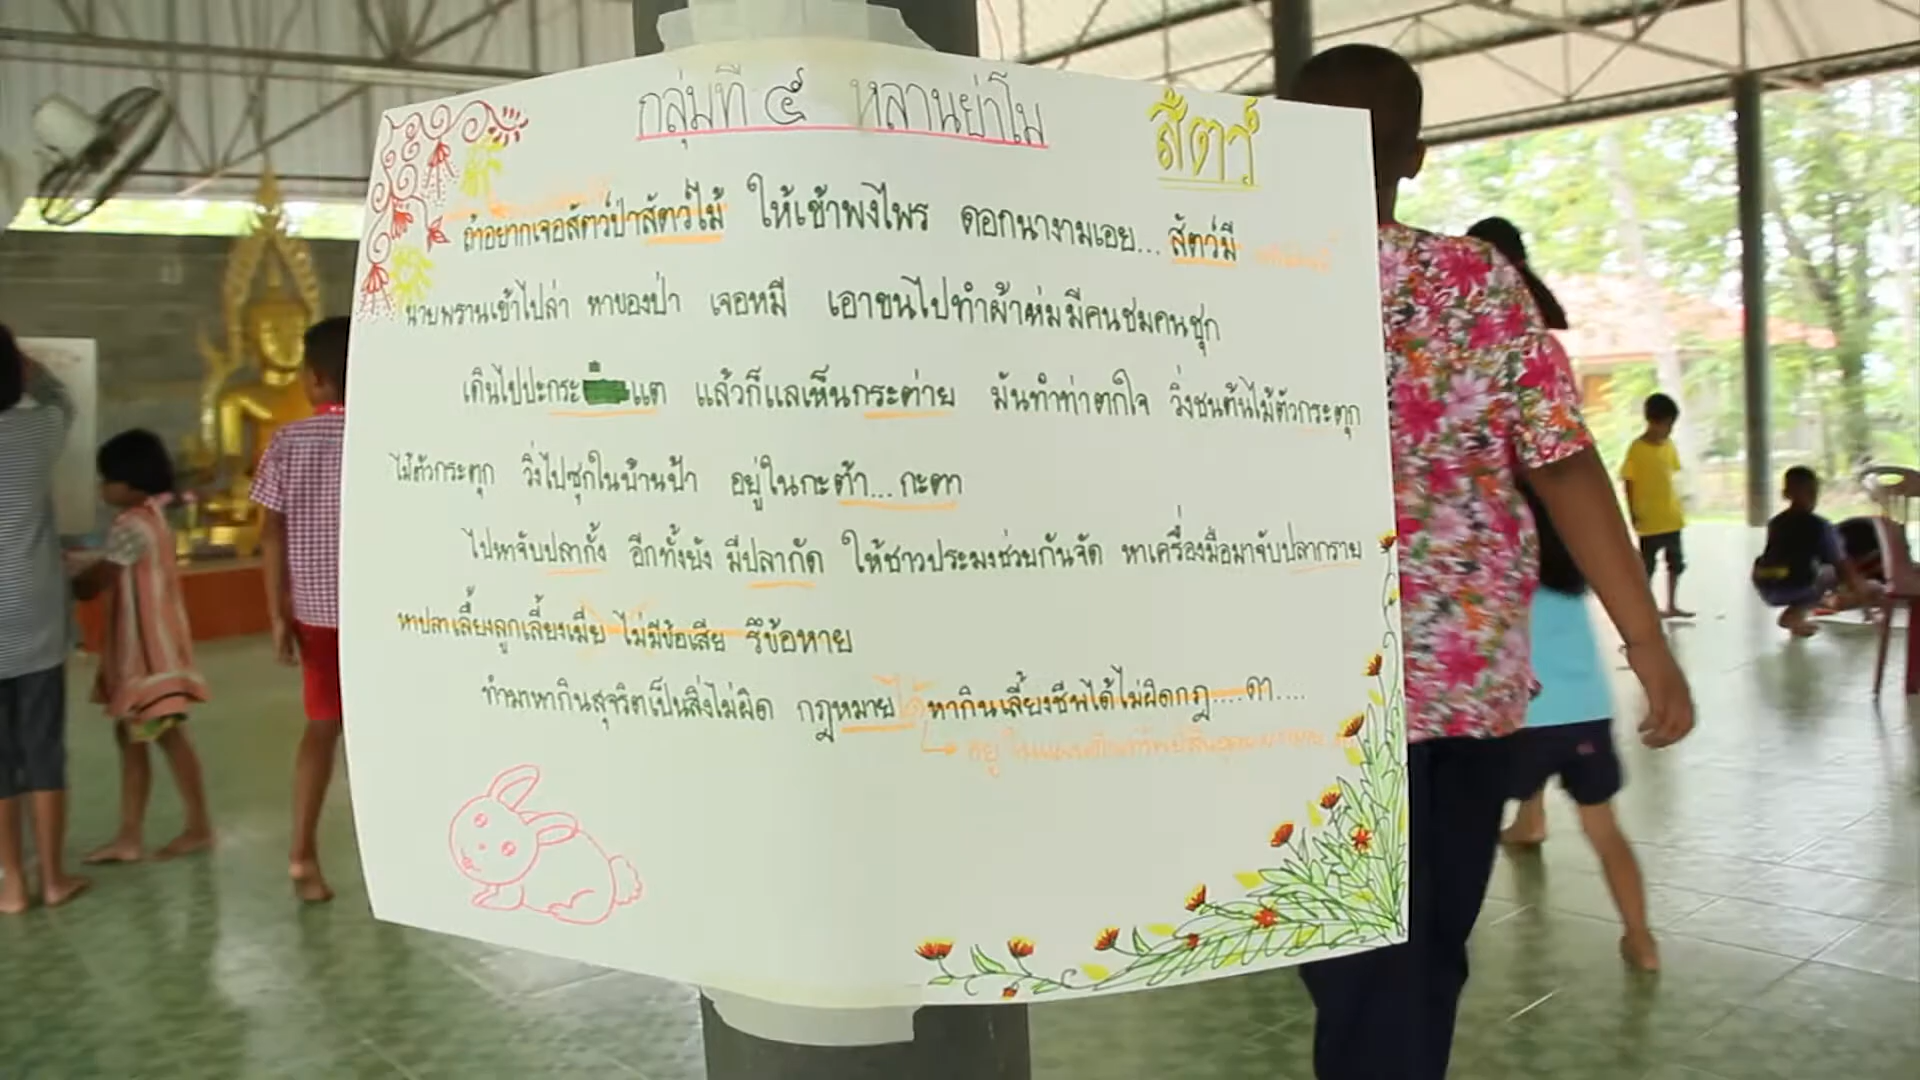 กลุ่มที่ ๕ หลานย่าโม
สัตว์
ถ้าอยากเจอสัตว์ป่าสัตว์ไม้ ให้เข้าพงไพร ดอกนางามเอย... สัตว์มี
นายพรานเข้าไปล่า หาของป่า เจอหมี เอาขนไปทำผ้าห่มมีคนชมคนชุก
เดินไปปะกระแต แล้วก็แลเห็นกระต่าย มันทำท่าตกใจ วิ่งชนต้นไม้ตัวกระตุก
ไม้ตัวกระตุก วิ่งไปซุกในบ้านป้า อยู่ในกะต้า... กะตา
ไปหาจับปลากั้ง อีกทั้งยัง มีปลากัด ให้ชาวประมงช่วยกันจัด หาเครื่องมือมาจับปลากราย
หาปลาเลี้ยงลูกเลี้ยงเมีย ไม่มีข้อเสีย รึข้อหาย
ทำมาหากินสุจริตเป็นสิ่งไม่ผิด กฎหมาย หากินเลี้ยงชีพได้ไม่ผิดกฎ....ดา....
อยู่